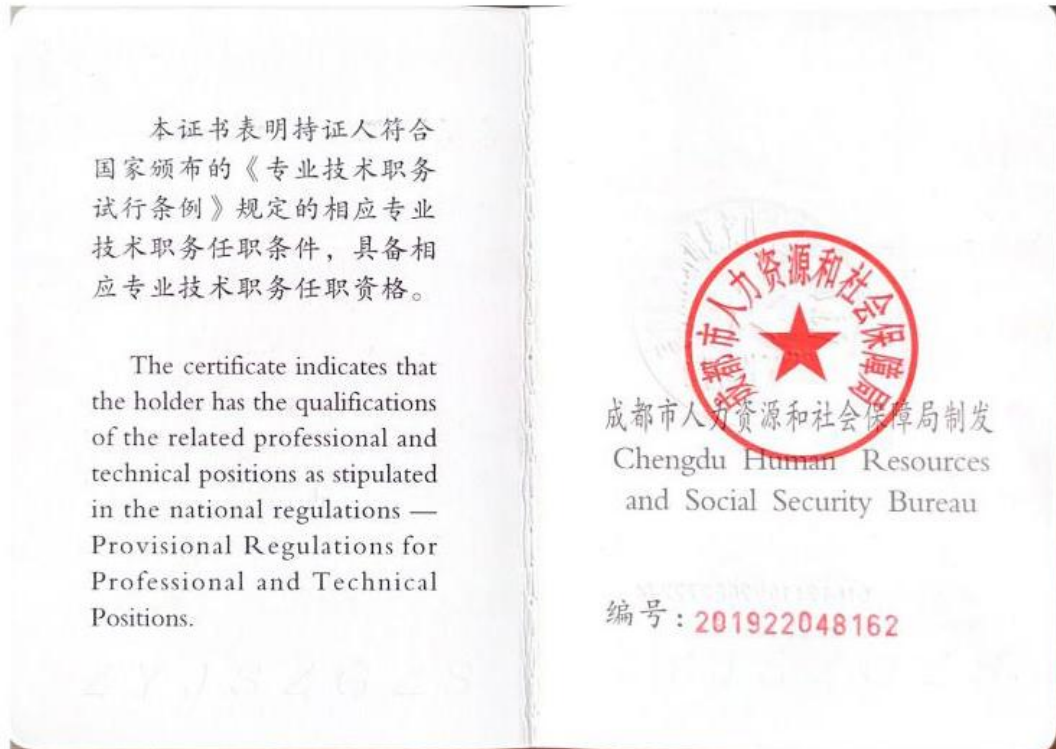 本证书表明持证人符合
国家颁布的《专业技术职务
试行条例》规定的相应专业
技术职务任职条件，具备相
应专业技术职务任职资格。
The certificate indicates that
the holder has the qualifications
of the related professional and
technical positions as stipulated
in the national regulations —
Provisional Regulations for
Professional and Technical
Positions.
成都市人力资源和社会保障局
成都市人力资源和社会保障局制发
Chengdu Human Resources
and Social Security Bureau
编号：201922048162